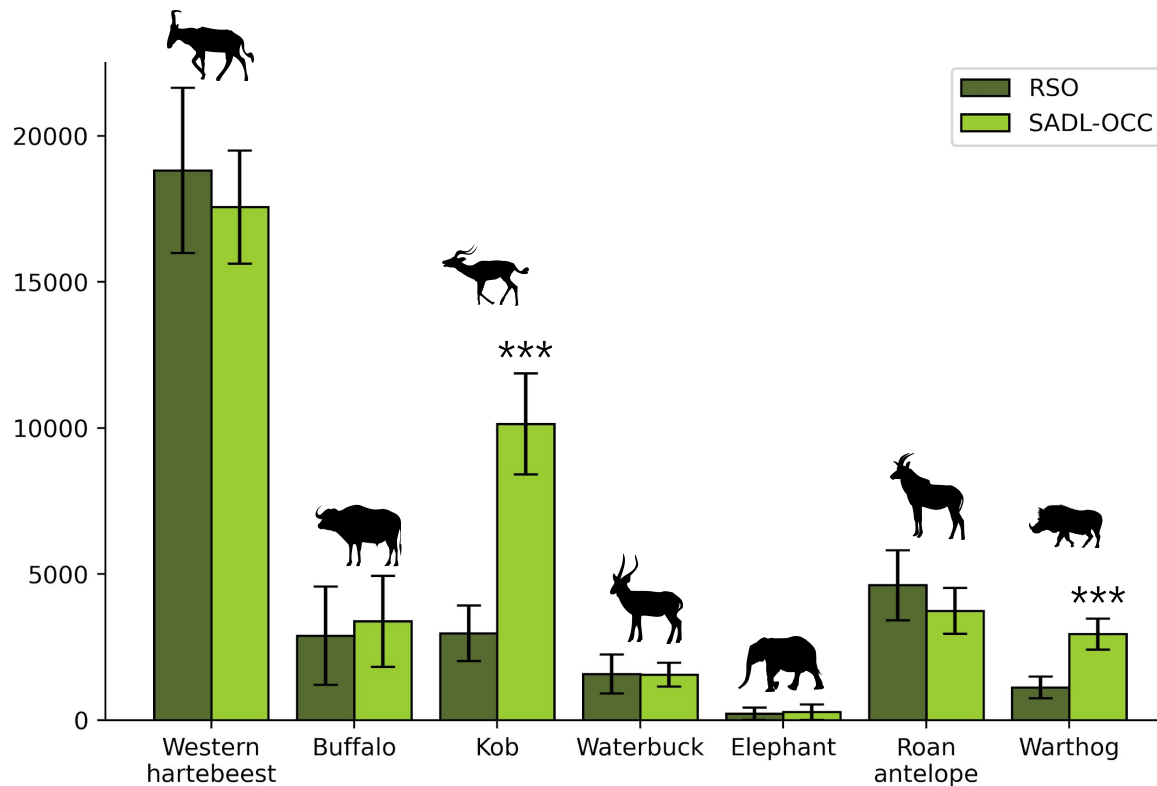 RSO
SADL-OCC
20000
15000
10000
5000
0
***
***
Western
hartebeest
Buffalo
Kob
Waterbuck
Elephant
Roan
antelope
Warthog